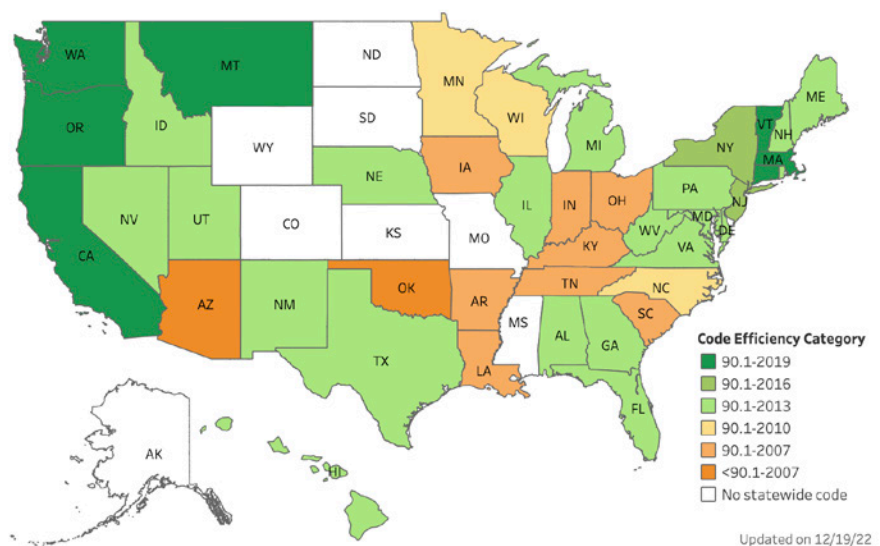 WA
MT
ND
MN
ME
OR
ID
SD
WI
VT
NH
WY
MI
NY
MA
NE
IA
PA
NJ
NV
UT
CO
IL
IN
OH
MD
DE
KS
MO
WV
VA
CA
KY
AZ
NM
OK
AR
TN
NC
SC
MS
AL
GA
TX
LA
FL
AK
HI
Code Efficiency Category
90.1-2019
90.1-2016
90.1-2013
90.1-2010
90.1-2007
<90.1-2007
No statewide code
Updated on 12/19/22